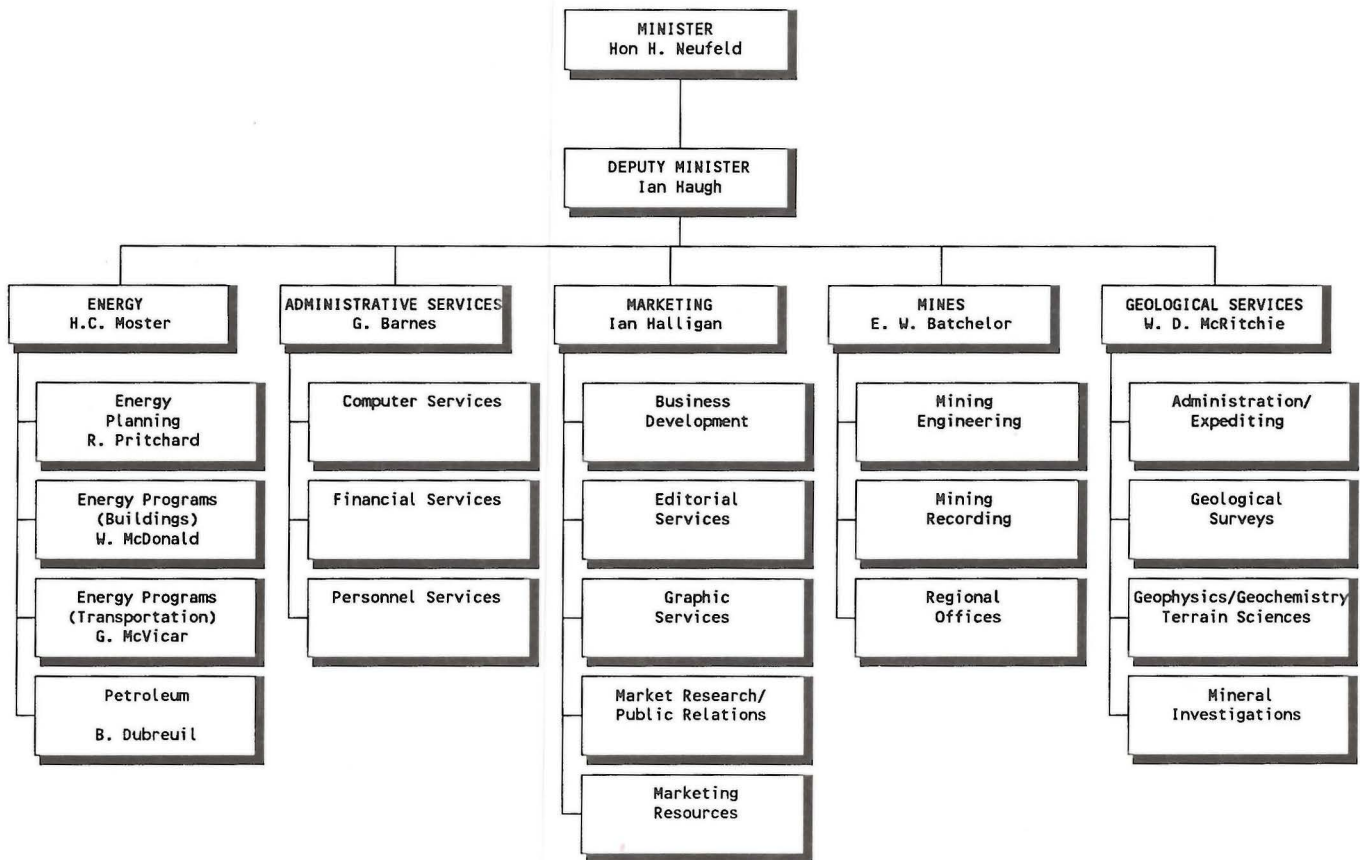 MINISTER
Hon H. Neufeld
DEPUTY MINISTER
Ian Haugh
ENERGY
H.C. Moster
Energy
Planning
R. Pritchard
Energy Programs
(Buildings)
W. McDonald
Energy Programs
(Transportation)
G. McVicar
Petroleum
B. Dubreuil
ADMINISTRATIVE SERVICES
G. Barnes
Computer Services
Financial Services
Personnel Services
MARKETING
Ian Halligan
Business
Development
Editorial
Services
Graphic
Services
Market Research/
Public Relations
Marketing
Resources
MINES
E. W. Batchelor
Mining
Engineering
Mining
Recording
Regional
Offices
GEOLOGICAL SERVICES
W. D. McRitchie
Administration/
Expediting
Geological
Surveys
Geophysics/Geochemistry
Terrain Sciences
Mineral
Investigations